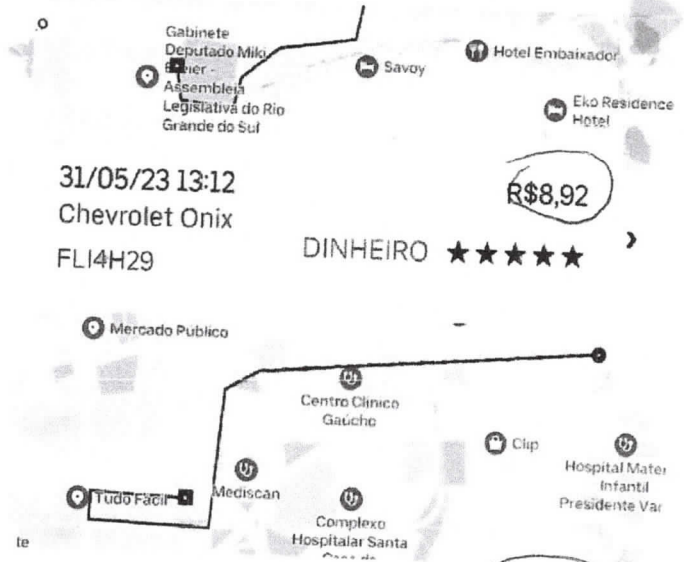 Gabinete
Deputado Miki
Assembleia
Legislativa do Rio
Grande do Sul
Savoy
Hotel Embaixador
Eko Residence
Hotel
31/05/23 13:12
R$8,92
Chevrolet Onix
FLI4H29
DINHEIRO ★★★★★ ›
Mercado Público
Centro Clinico
Gaúcho
Clip
Hospital Mater
Infantil
Presidente Var
Tudo Fácil
Mediscan
Complexo
Hospitalar Santa
te